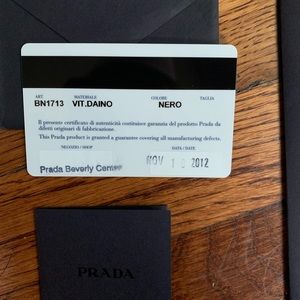 ART. MATERIALE COLORE TAGLIA
BN1713 VIT.DAINO NERO
Il presente certificato di autenticità costituisce garanzia del prodotto Prada da
difetti originari di fabbricazione.
This Prada product is granted a guarantee covering all manufacturing defects.
NEGOZIO / SHOP DATA / DATE
Prada Beverly Center NOV 18 2012
PRADA